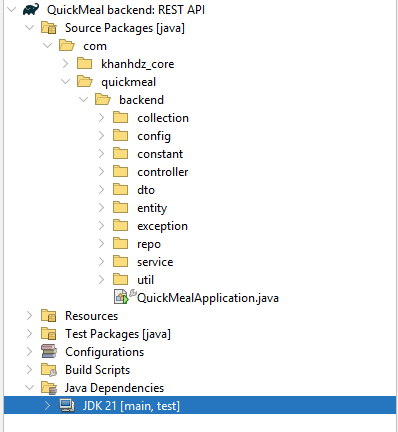 QuickMeal backend: REST API
Source Packages [java]
com
khanhdz_core
quickmeal
backend
collection
config
constant
controller
dto
entity
exception
repo
service
util
QuickMealApplication.java
Resources
Test Packages [java]
Configurations
Build Scripts
Java Dependencies
JDK 21 [main, test]